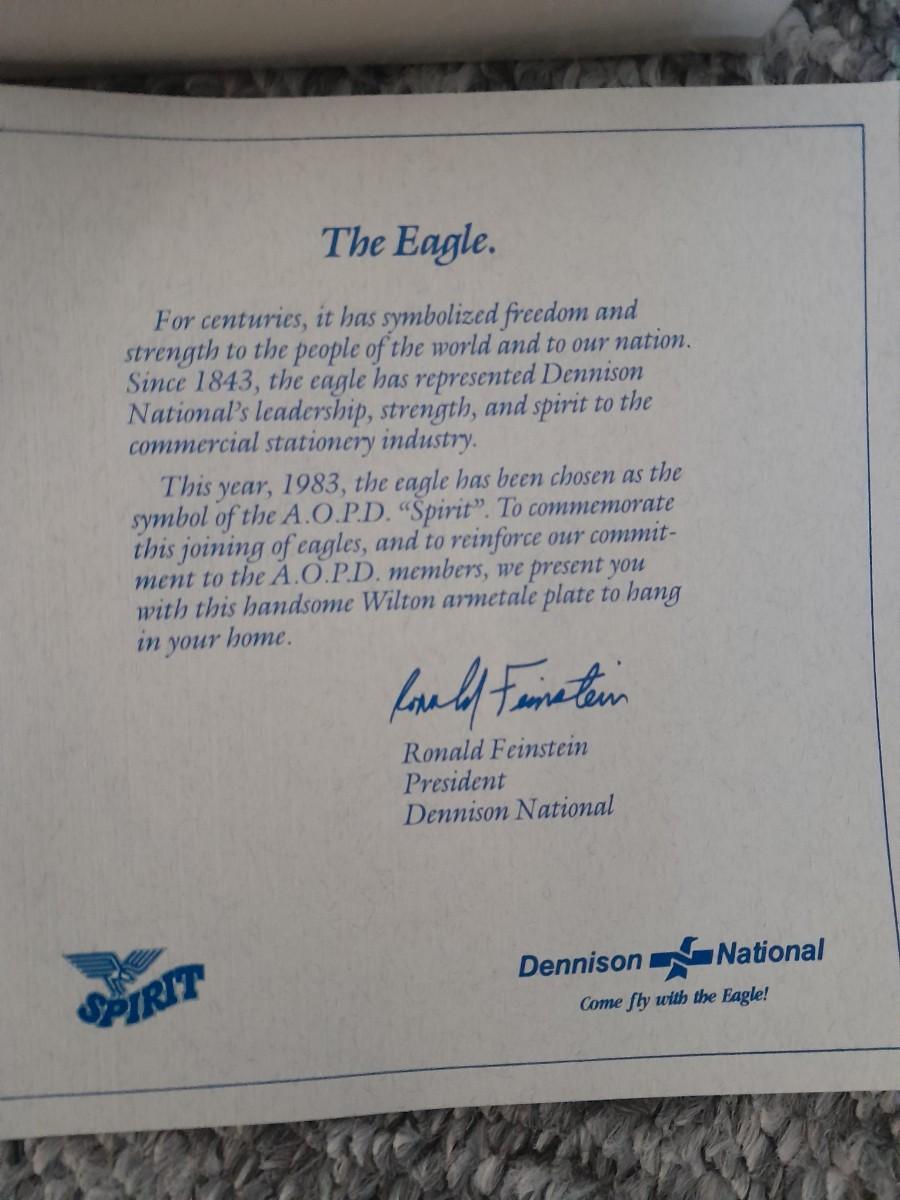 The Eagle.
For centuries, it has symbolized freedom and
strength to the people of the world and to our nation.
Since 1843, the eagle has represented Dennison
National's leadership, strength, and spirit to the
commercial stationery industry.
This year, 1983, the eagle has been chosen as the
symbol of the A.O.P.D. “Spirit”. To commemorate
this joining of eagles, and to reinforce our commit-
ment to the A.O.P.D. members, we present you
with this handsome Wilton armetale plate to hang
in your home.
Ronald Feinstein
Ronald Feinstein
President
Dennison National
SPIRIT
Dennison National
Come fly with the Eagle!